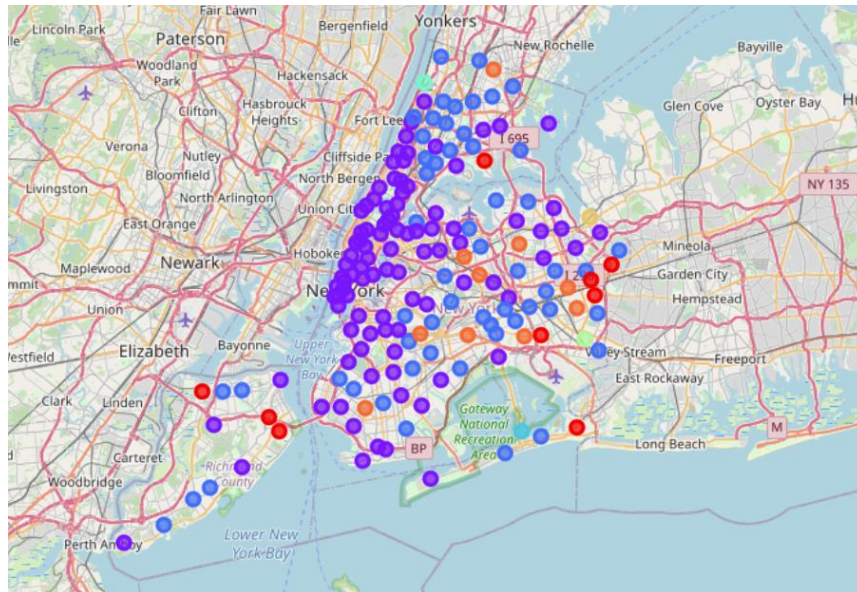 Fair Lawn
Yonkers
Lincoln Park
Paterson
Bergenfield
New Rochelle
Bayville
Woodland
Park
Hackensack
Glen Cove
Oyster Bay
Clifton
Hasbrouck
Heights
Fort Lee
Verona
Cliffside
I 695
Nutley
Bloomfield
North Bergen
NY 135
Livingston
North Arlington
Union City
East Orange
Mineola
Maplewood
Newark
Hoboken
Garden City
New York
Hempstead
Union
Upper
New York
Bay
Bayonne
Elizabeth
Valley Stream
Freeport
East Rockaway
Clark
Linden
Gateway
National
Recreation
Area
M
BP
Long Beach
Carteret
Richmond
County
Woodbridge
Lower New
York Bay
Perth Amboy